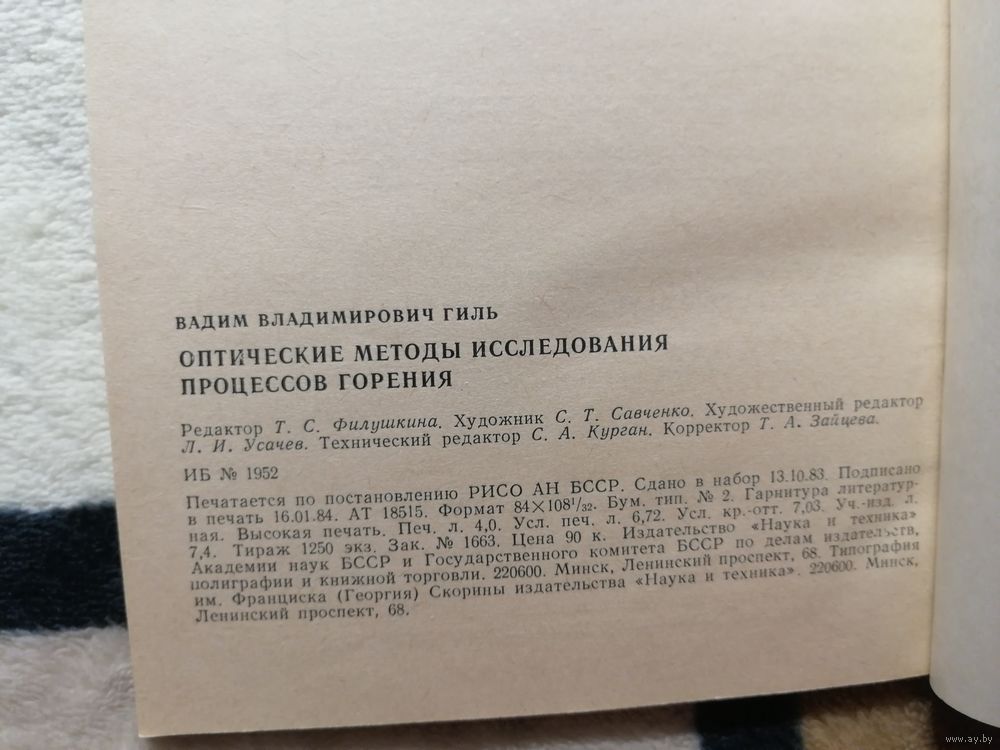 ВАДИМ ВЛАДИМИРОВИЧ ГИЛЬ
ОПТИЧЕСКИЕ МЕТОДЫ ИССЛЕДОВАНИЯ
ПРОЦЕССОВ ГОРЕНИЯ
Редактор Т. С. Филушкина. Художник С. Т. Савченко. Художественный редактор
Л. И. Усачев. Технический редактор С. А. Курган. Корректор Т. А. Зайцева.
ИБ № 1952
Печатается по постановлению РИСО АН БССР. Сдано в набор 13.10.83. Подписано
в печать 16.01.84. АТ 18515. Формат 84×108¹/₃₂. Бум. тип. № 2. Гарнитура литератур-
ная. Высокая печать. Печ. л. 4,0. Усл. печ. л. 6,72. Усл. кр.-отт. 7,03. Уч.-изд. л.
7,4. Тираж 1250 экз. Зак. № 1663. Цена 90 к. Издательство «Наука и техника»
Академии наук БССР и Государственного комитета БССР по делам издательств,
полиграфии и книжной торговли. 220600. Минск, Ленинский проспект, 68. Типография
им. Франциска (Георгия) Скорины издательства «Наука и техника». 220600. Минск,
Ленинский проспект, 68.
www.ay.by